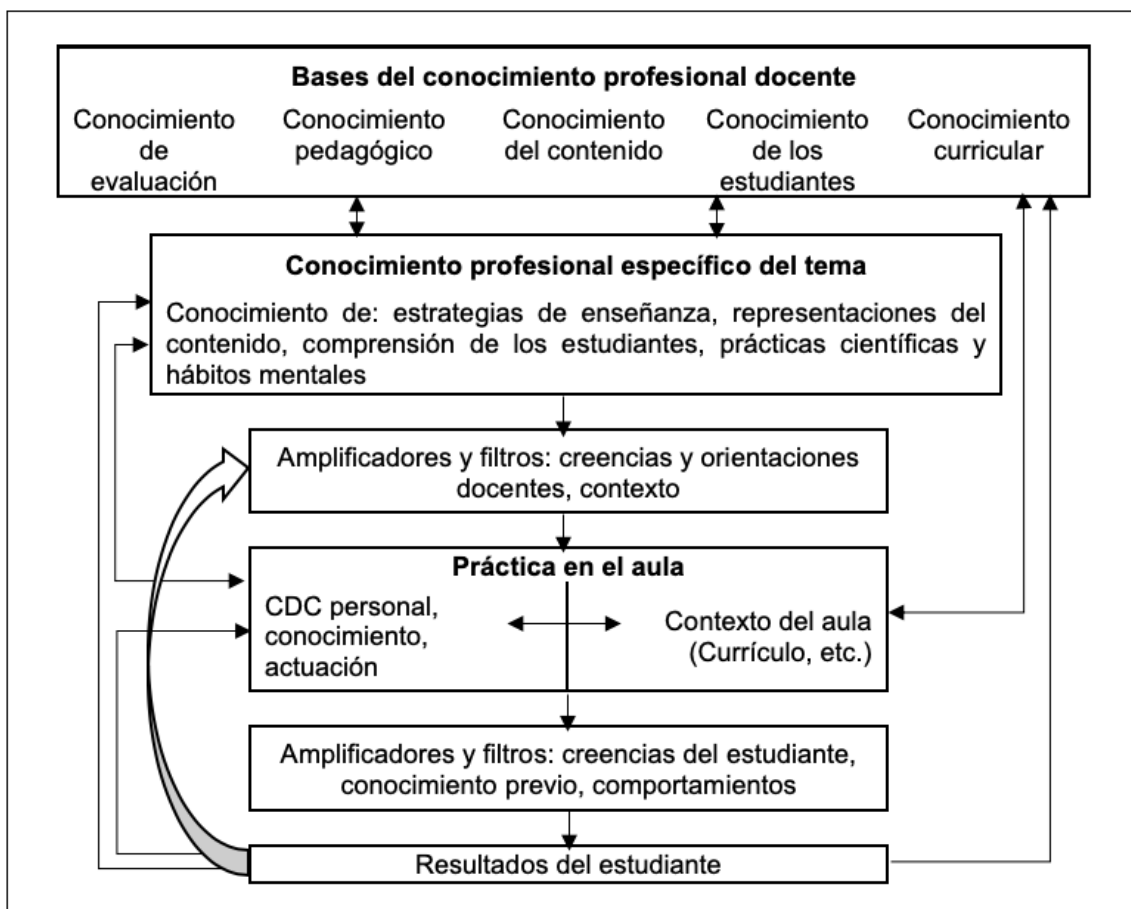 Bases del conocimiento profesional docente
Conocimiento de evaluación
Conocimiento pedagógico
Conocimiento del contenido
Conocimiento de los estudiantes
Conocimiento curricular
Conocimiento profesional específico del tema
Conocimiento de: estrategias de enseñanza, representaciones del
contenido, comprensión de los estudiantes, prácticas científicas y
hábitos mentales
Amplificadores y filtros: creencias y orientaciones
docentes, contexto
Práctica en el aula
CDC personal,
conocimiento,
actuación
Contexto del aula
(Currículo, etc.)
Amplificadores y filtros: creencias del estudiante,
conocimiento previo, comportamientos
Resultados del estudiante